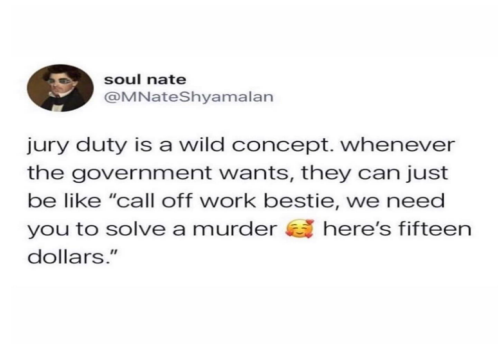 soul nate
@MNateShyamalan
jury duty is a wild concept. whenever
the government wants, they can just
be like "call off work bestie, we need
you to solve a murder 🥰 here's fifteen
dollars."